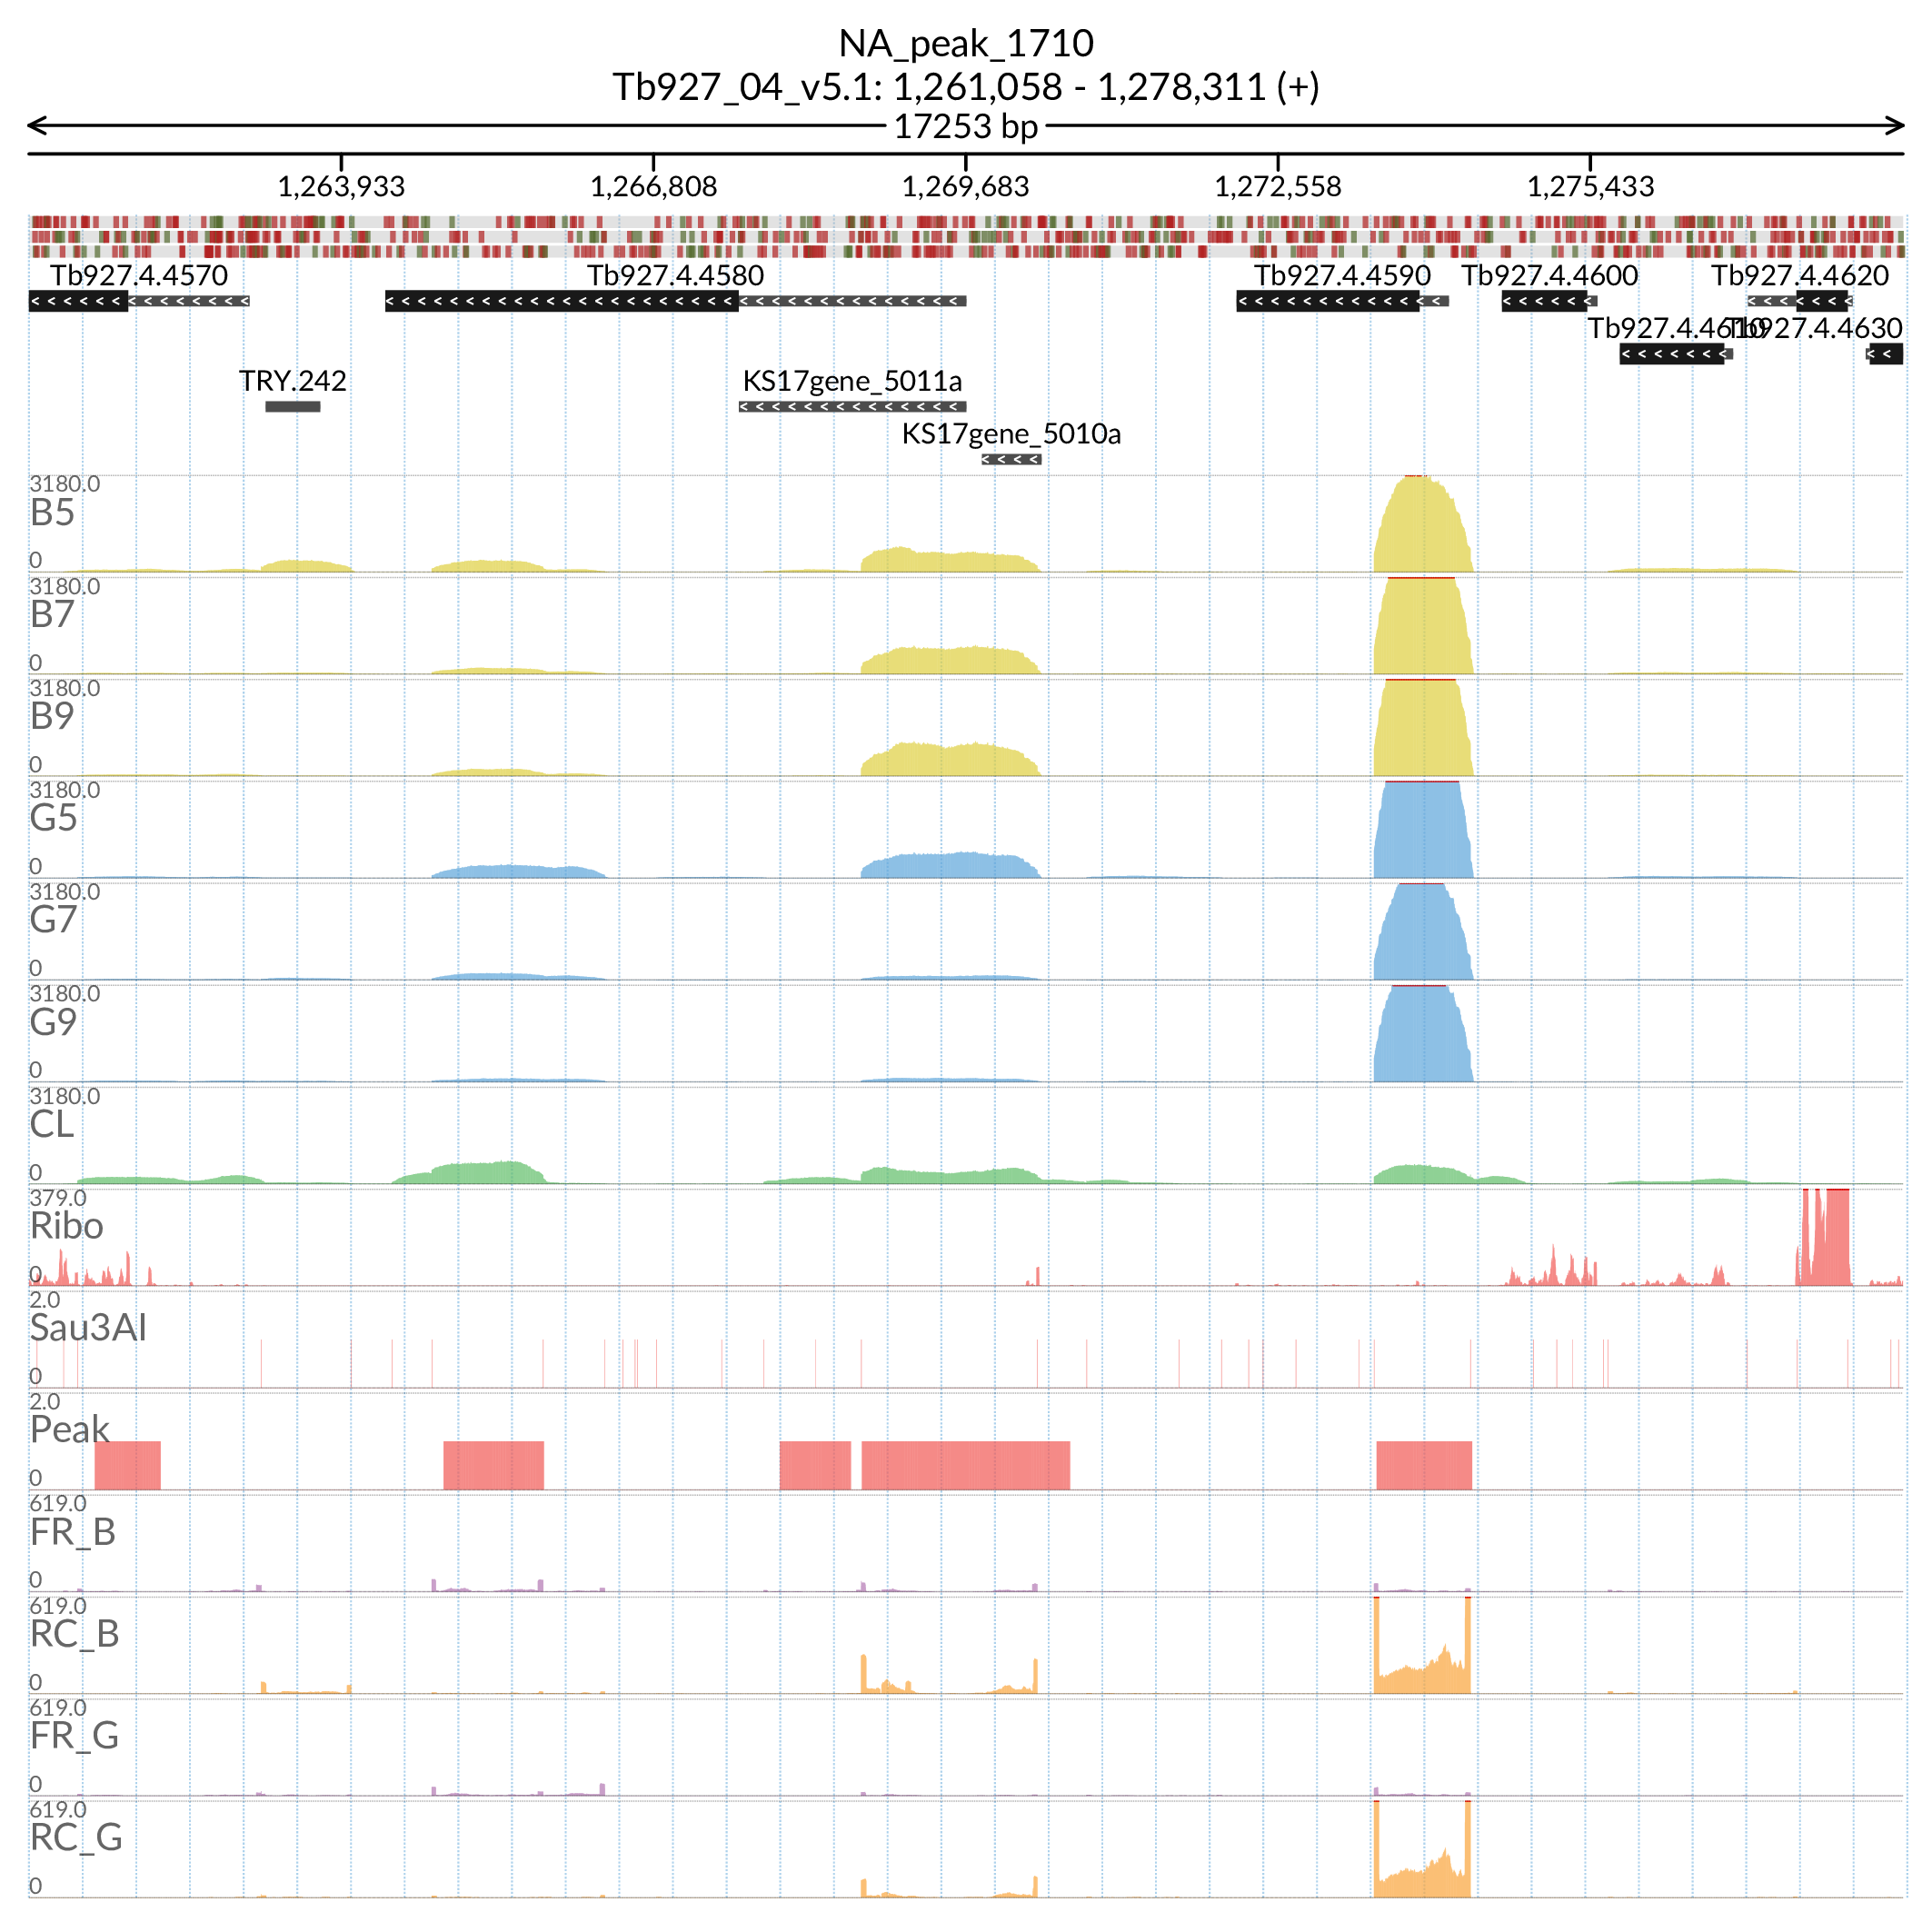 NA_peak_1710
Tb927_04_v5.1: 1,261,058 - 1,278,311 (+)
17253 bp
1,263,933 1,266,808 1,269,683 1,272,558 1,275,433
Tb927.4.4570 Tb927.4.4580 Tb927.4.4590 Tb927.4.4600 Tb927.4.4620
Tb927.4.4610 Tb927.4.4630
TRY.242 KS17gene_5011a
KS17gene_5010a
3180.0
B5
0
3180.0
B7
0
3180.0
B9
0
3180.0
G5
0
3180.0
G7
0
3180.0
G9
0
3180.0
CL
0
379.0
Ribo
0
2.0
Sau3AI
0
2.0
Peak
0
619.0
FR_B
0
619.0
RC_B
0
619.0
FR_G
0
619.0
RC_G
0